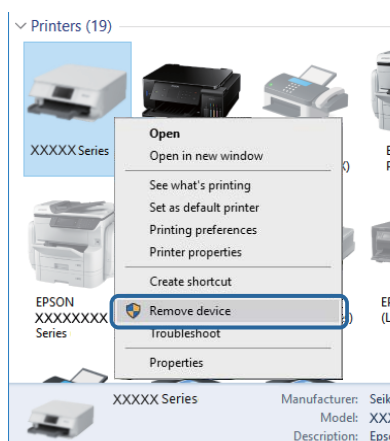 Printers (19)
XXXXX Series
Open
Open in new window
See what's printing
Set as default printer
Printing preferences
Printer properties
Create shortcut
Remove device
Troubleshoot
Properties
EPSON
XXXXXXXX
Series
XXXXX Series
Manufacturer:
Model:
Description: